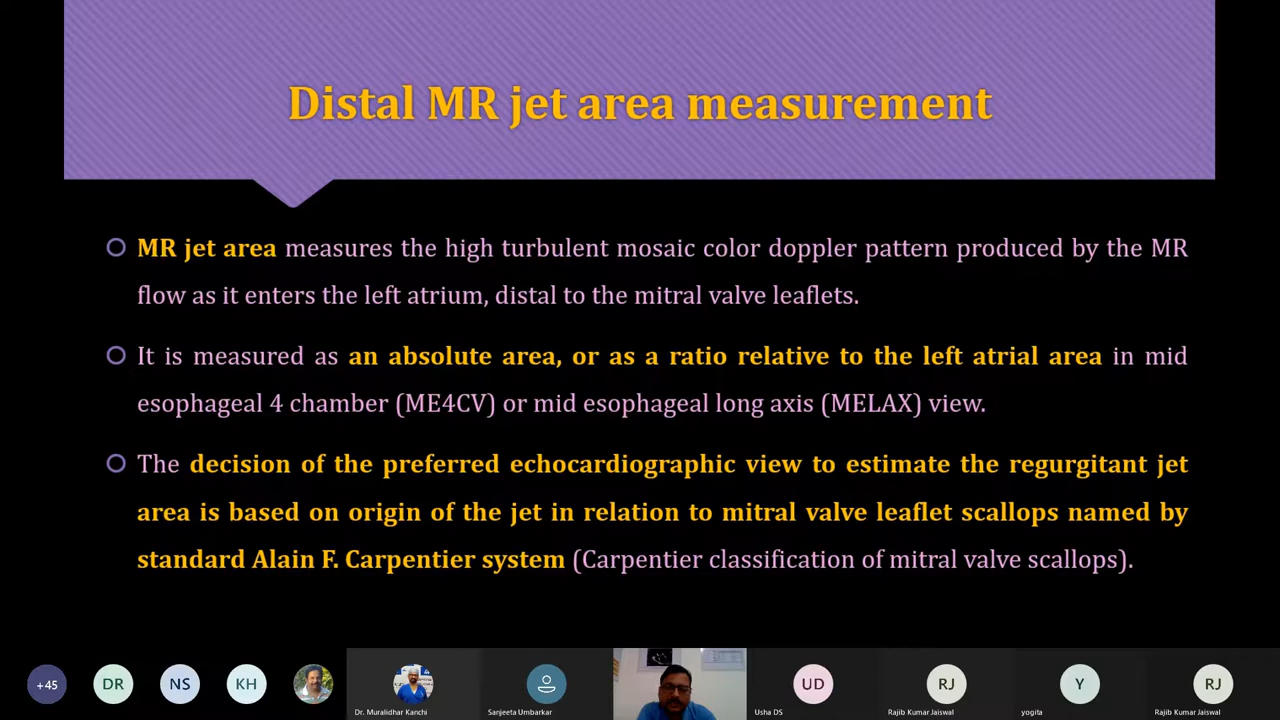 Distal MR jet area measurement
MR jet area measures the high turbulent mosaic color doppler pattern produced by the MR
flow as it enters the left atrium, distal to the mitral valve leaflets.
It is measured as an absolute area, or as a ratio relative to the left atrial area in mid
esophageal 4 chamber (ME4CV) or mid esophageal long axis (MELAX) view.
The decision of the preferred echocardiographic view to estimate the regurgitant jet
area is based on origin of the jet in relation to mitral valve leaflet scallops named by
standard Alain F. Carpentier system (Carpentier classification of mitral valve scallops).
+45 DR NS KH UD RJ Y RJ
Dr. Muralidhar Kanchi Sanjeeta Umbarkar Usha DS Rajib Kumar Jaiswal yogita Rajib Kumar Jaiswal